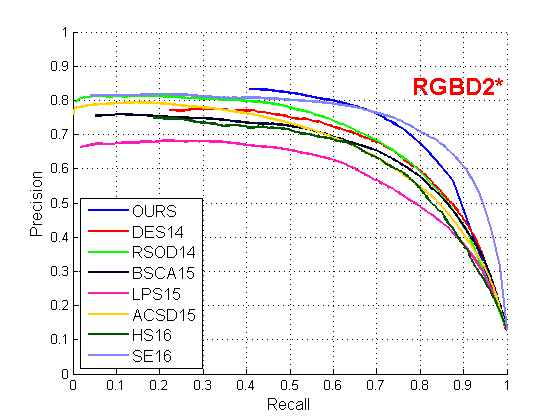 1
0.9
0.8
0.7
0.6
0.5
0.4
0.3
0.2
0.1
0
Precision
RGBD2*
OURS
DES14
RSOD14
BSCA15
LPS15
ACSD15
HS16
SE16
0 0.1 0.2 0.3 0.4 0.5 0.6 0.7 0.8 0.9 1
Recall